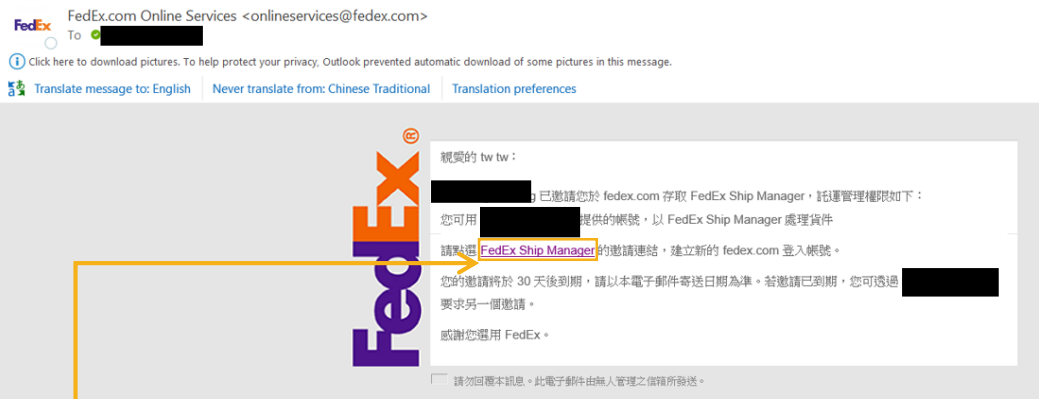 FedEx
FedEx.com Online Services <onlineservices@fedex.com>
To
Click here to download pictures. To help protect your privacy, Outlook prevented automatic download of some pictures in this message.
Translate message to: English Never translate from: Chinese Traditional Translation preferences
FedEx®
親愛的 tw tw：
g 已邀請您於 fedex.com 存取 FedEx Ship Manager，託運管理權限如下：
您可用 提供的帳號，以 FedEx Ship Manager 處理貨件
請點選 FedEx Ship Manager 的邀請連結，建立新的 fedex.com 登入帳號。
您的邀請將於 30 天後到期，請以本電子郵件寄送日期為準。若邀請已到期，您可透過
要求另一個邀請。
感謝您選用 FedEx。
請勿回覆本訊息。此電子郵件由無人管理之信箱所發送。